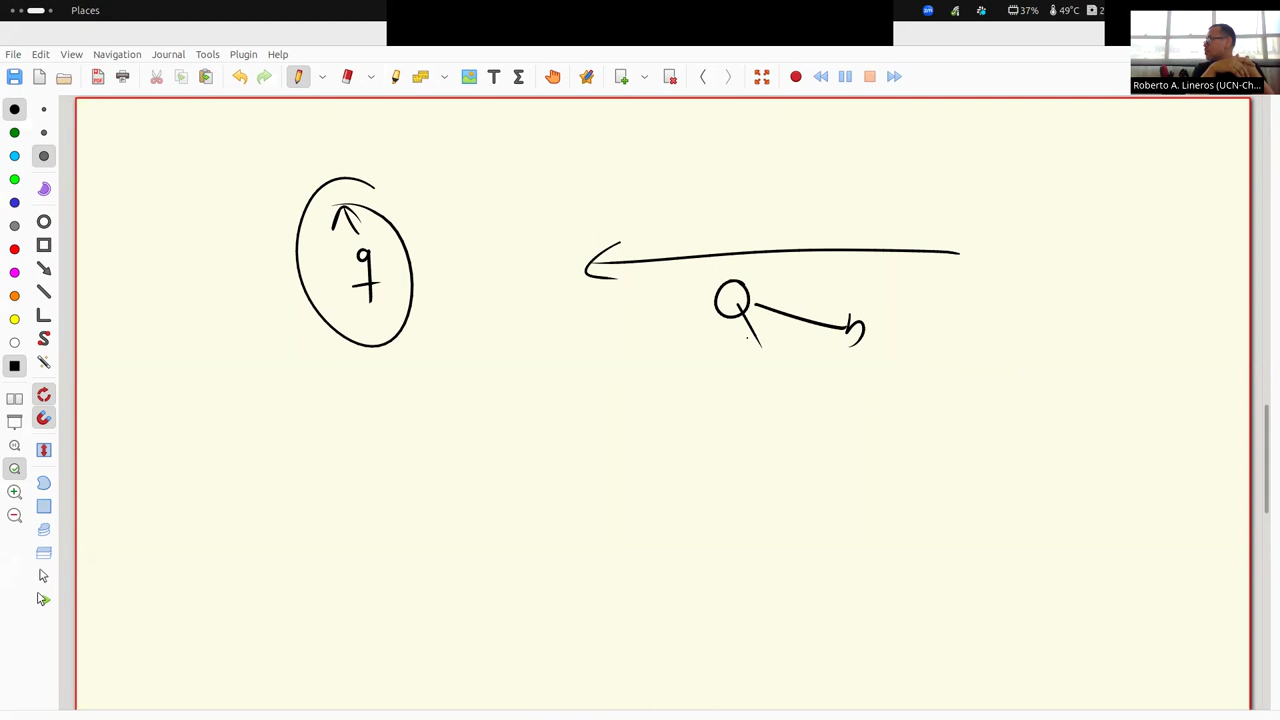 Places
37%
49°C
2
File Edit View Navigation Journal Tools Plugin Help
Roberto A. Lineros (UCN-Ch...
q
Q